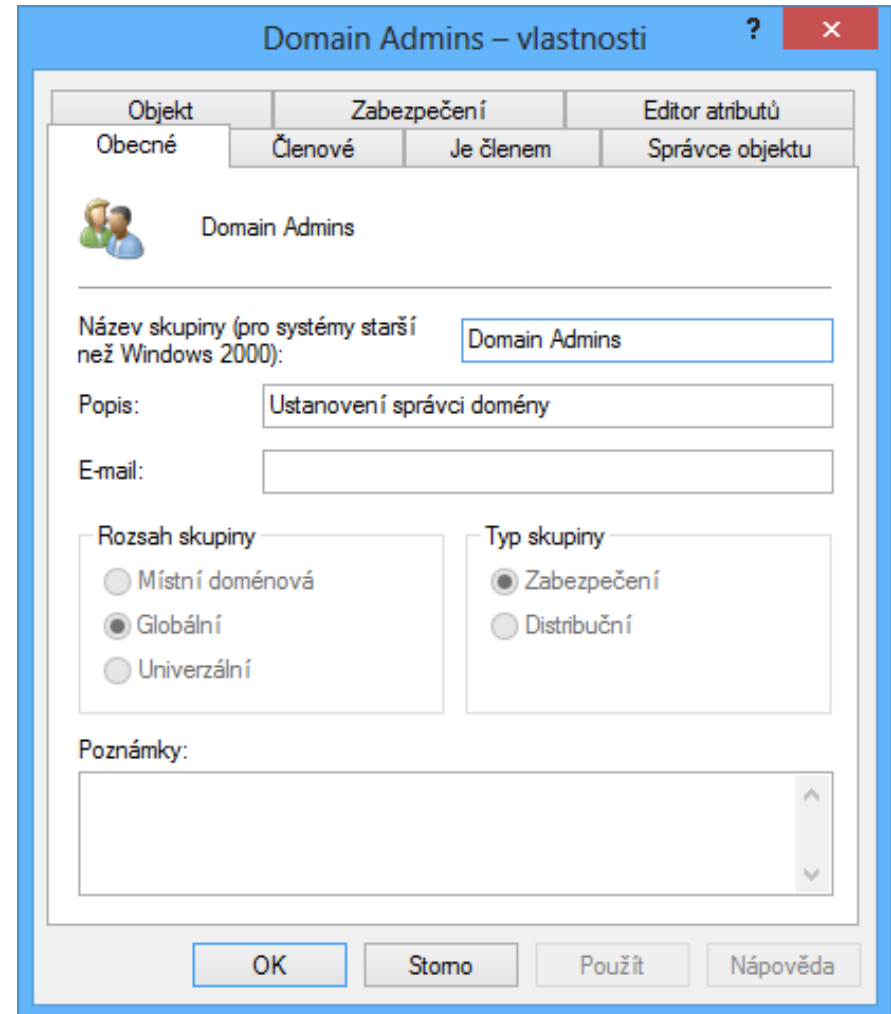 Domain Admins – vlastnosti
?
×
Objekt
Zabezpečení
Editor atributů
Obecné
Členové
Je členem
Správce objektu
Domain Admins
Název skupiny (pro systémy starší
než Windows 2000):
Domain Admins
Popis:
Ustanovení správci domény
E-mail:
Rozsah skupiny
Místní doménová
Globální
Univerzální
Typ skupiny
Zabezpečení
Distribuční
Poznámky:
OK
Storno
Použít
Nápověda